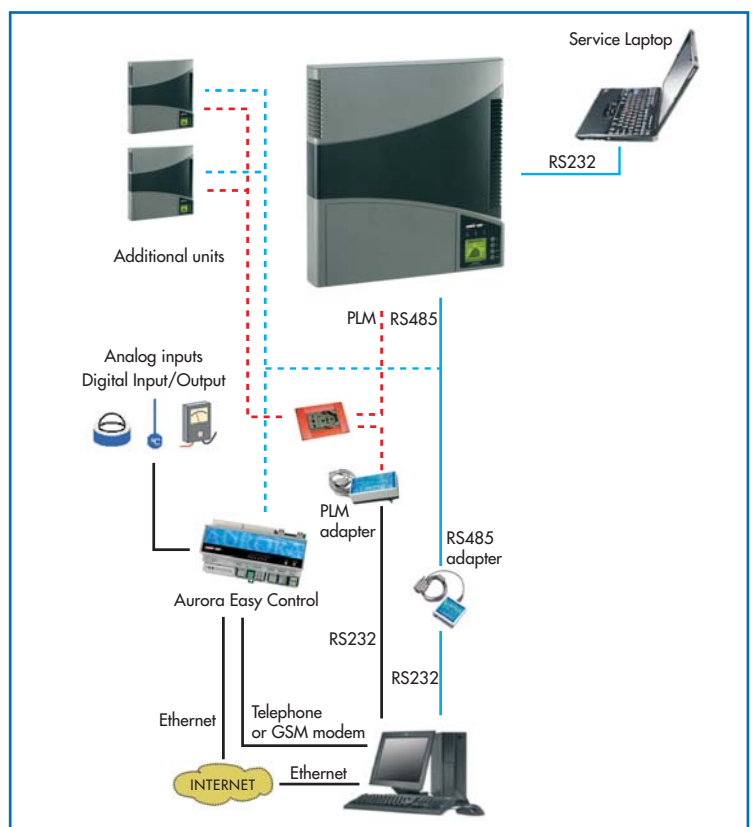 Service Laptop
RS232
Additional units
PLM
RS485
Analog inputs
Digital Input/Output
°C
PLM
adapter
RS485
adapter
Aurora Easy Control
RS232
RS232
Ethernet
Telephone
or GSM modem
INTERNET
Ethernet